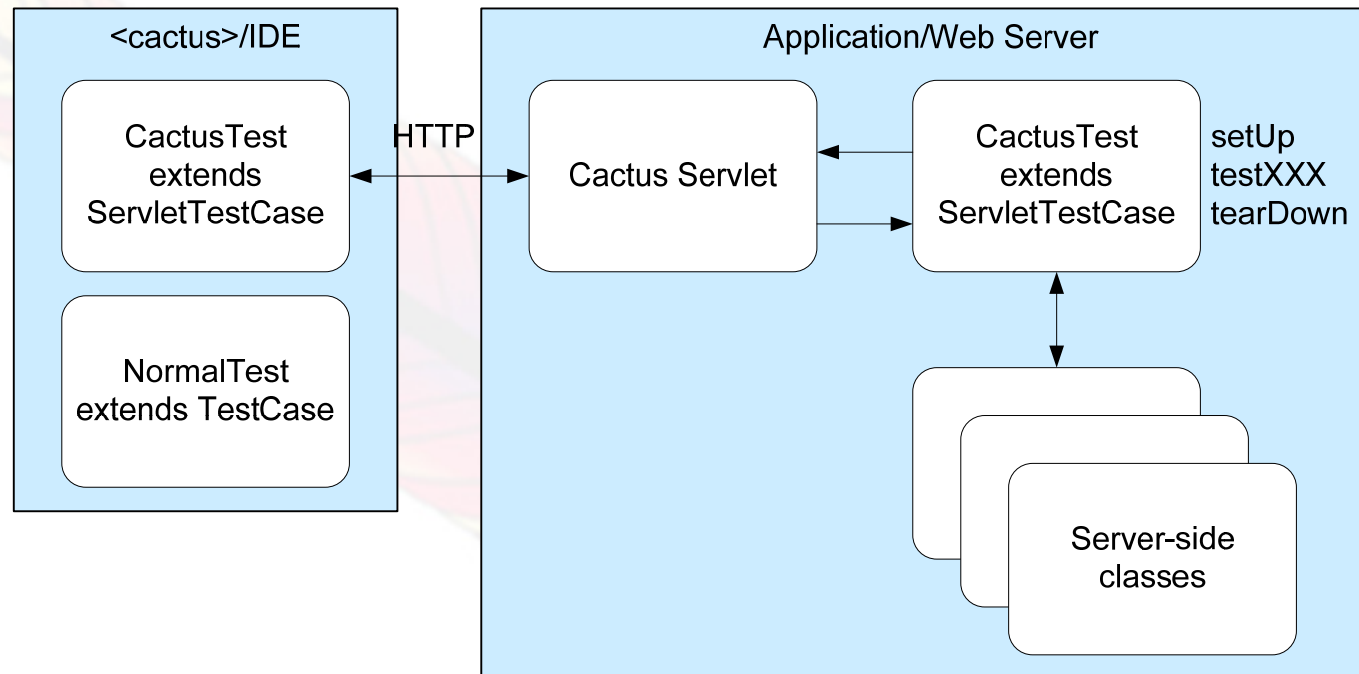 <cactus>/IDE
CactusTest
extends
ServletTestCase
NormalTest
extends TestCase
HTTP
Application/Web Server
Cactus Servlet
CactusTest
extends
ServletTestCase
setUp
testXXX
tearDown
Server-side
classes